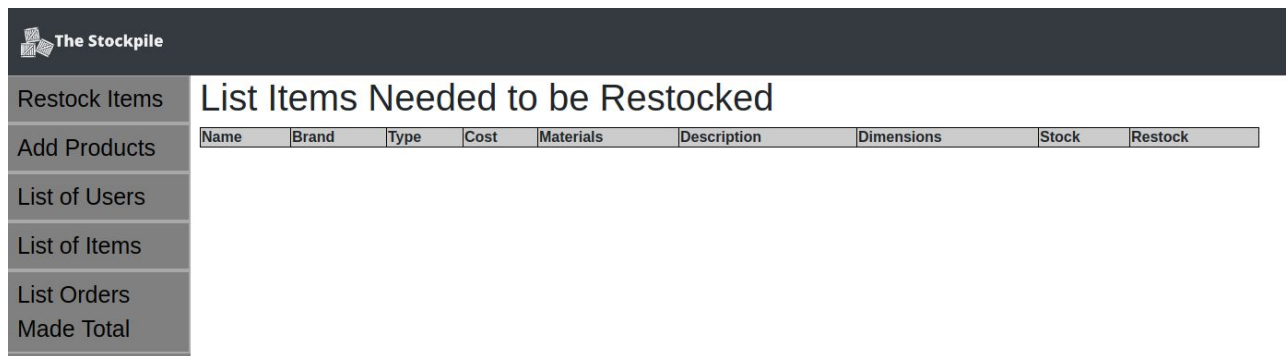 The Stockpile
Restock Items
Add Products
List of Users
List of Items
List Orders
Made Total
List Items Needed to be Restocked
Name Brand Type Cost Materials Description Dimensions Stock Restock